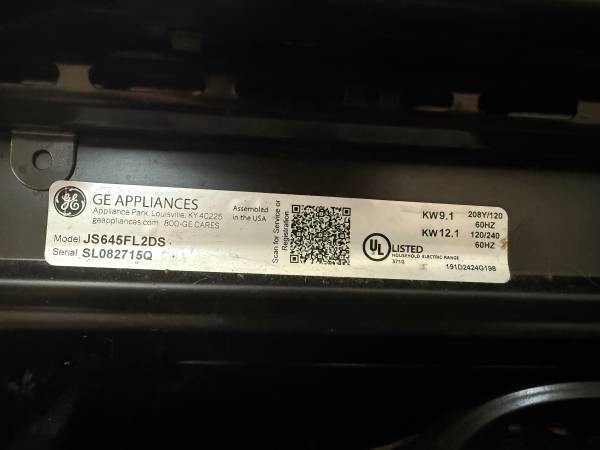 GE APPLIANCES
Appliance Park, Louisville, KY 40225
geappliances.com 800-GE CARES
Assembled
in the USA
Model JS645FL2DS
Serial SL082715Q
Scan for Service or
Registration
KW9.1 208Y/120
60HZ
KW12.1 120/240
60HZ
UL LISTED
HOUSEHOLD ELECTRIC RANGE
371G
191D2424G198